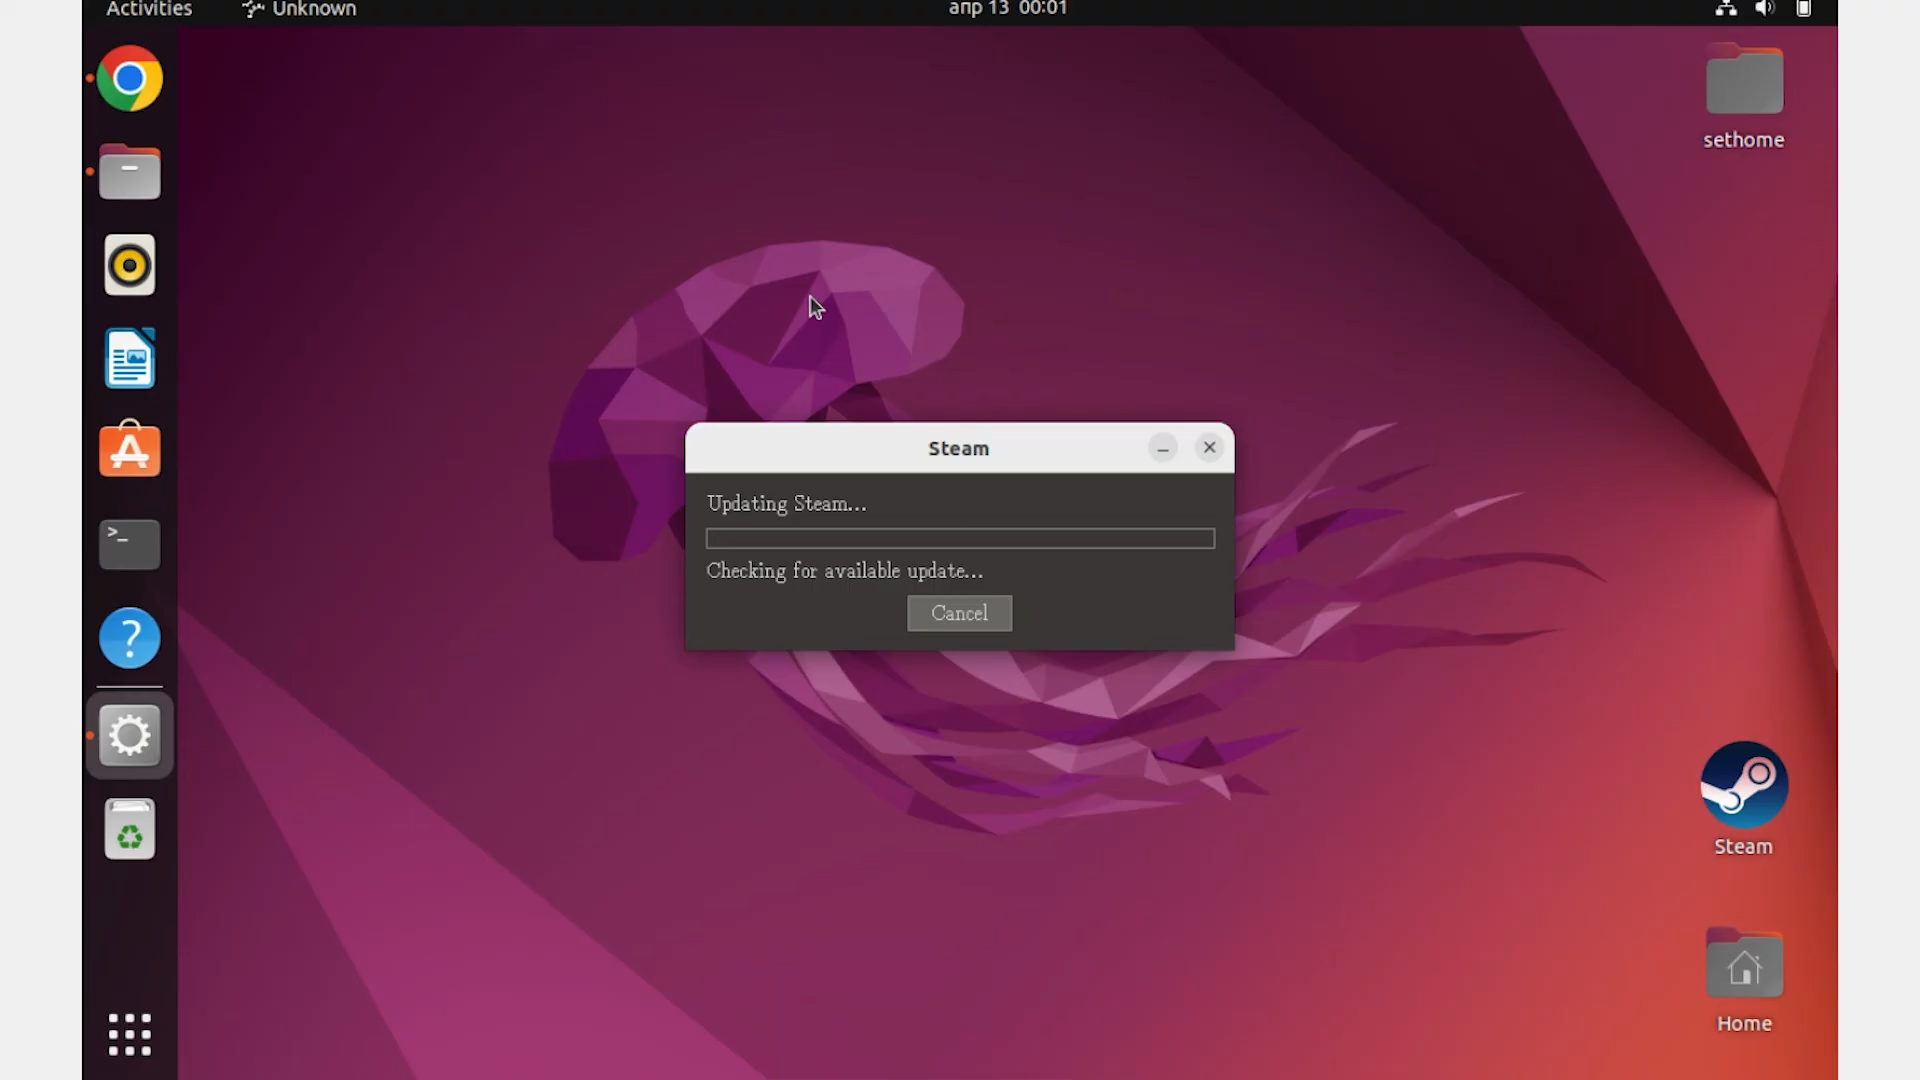 Activities
Unknown
апр 13 00:01
sethome
Steam
Updating Steam...
Checking for available update...
Cancel
Steam
Home